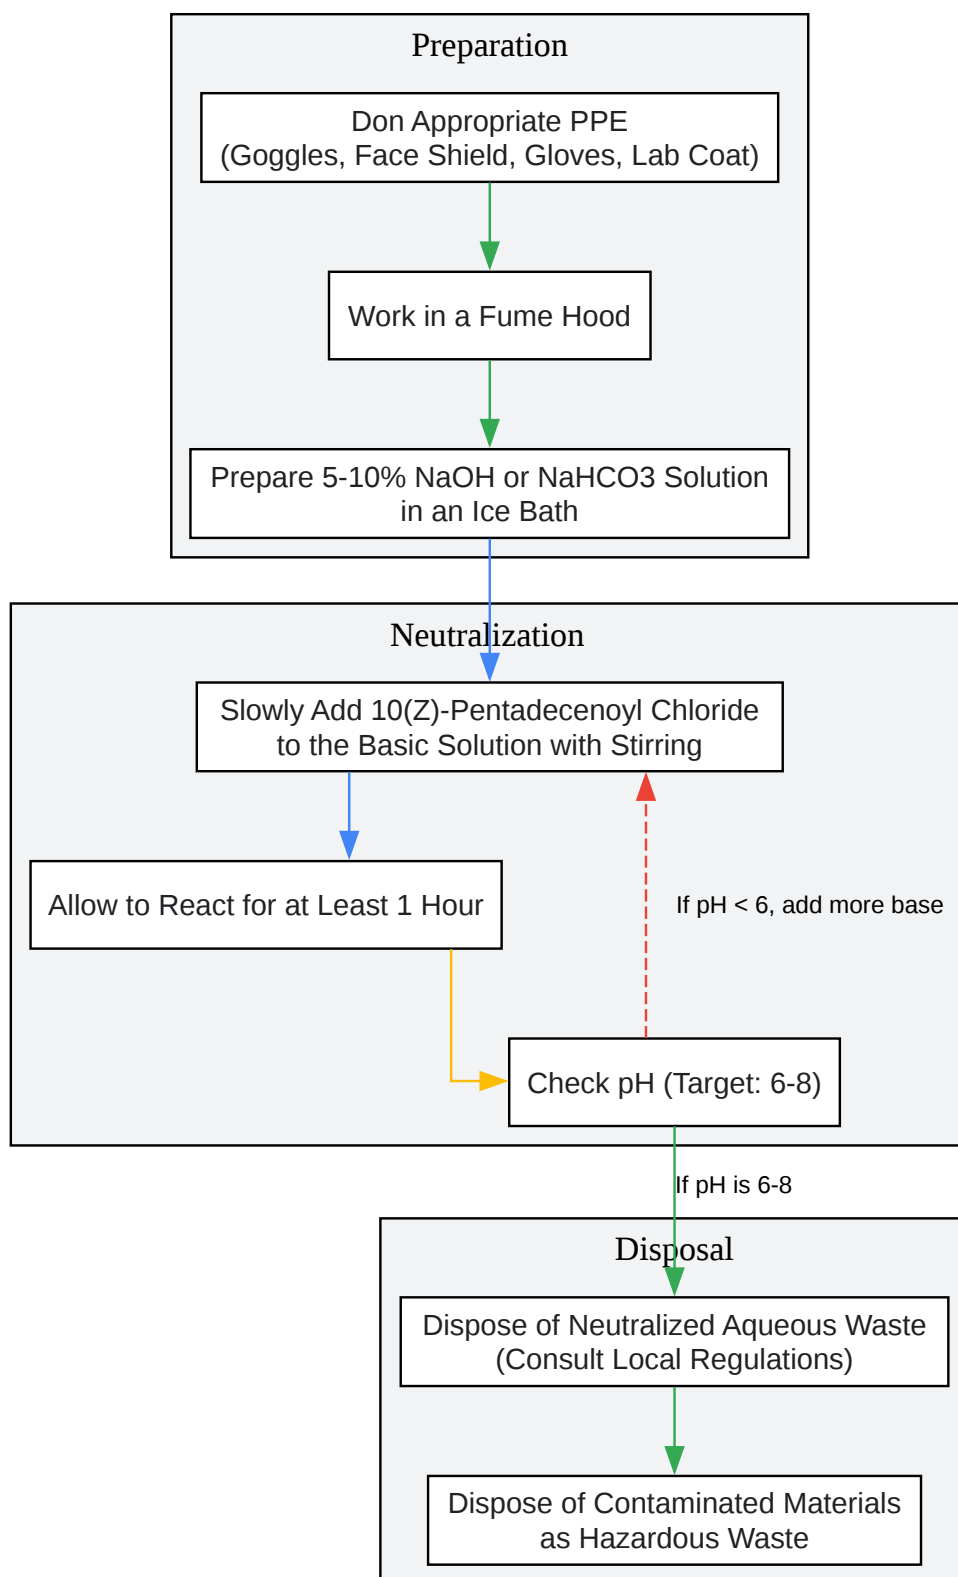 Preparation
Don Appropriate PPE
(Goggles, Face Shield, Gloves, Lab Coat)
Work in a Fume Hood
Prepare 5-10% NaOH or NaHCO3 Solution
in an Ice Bath
Neutralization
Slowly Add 10(Z)-Pentadecenoyl Chloride
to the Basic Solution with Stirring
Allow to React for at Least 1 Hour
If pH < 6, add more base
Check pH (Target: 6-8)
If pH is 6-8
Disposal
Dispose of Neutralized Aqueous Waste
(Consult Local Regulations)
Dispose of Contaminated Materials
as Hazardous Waste